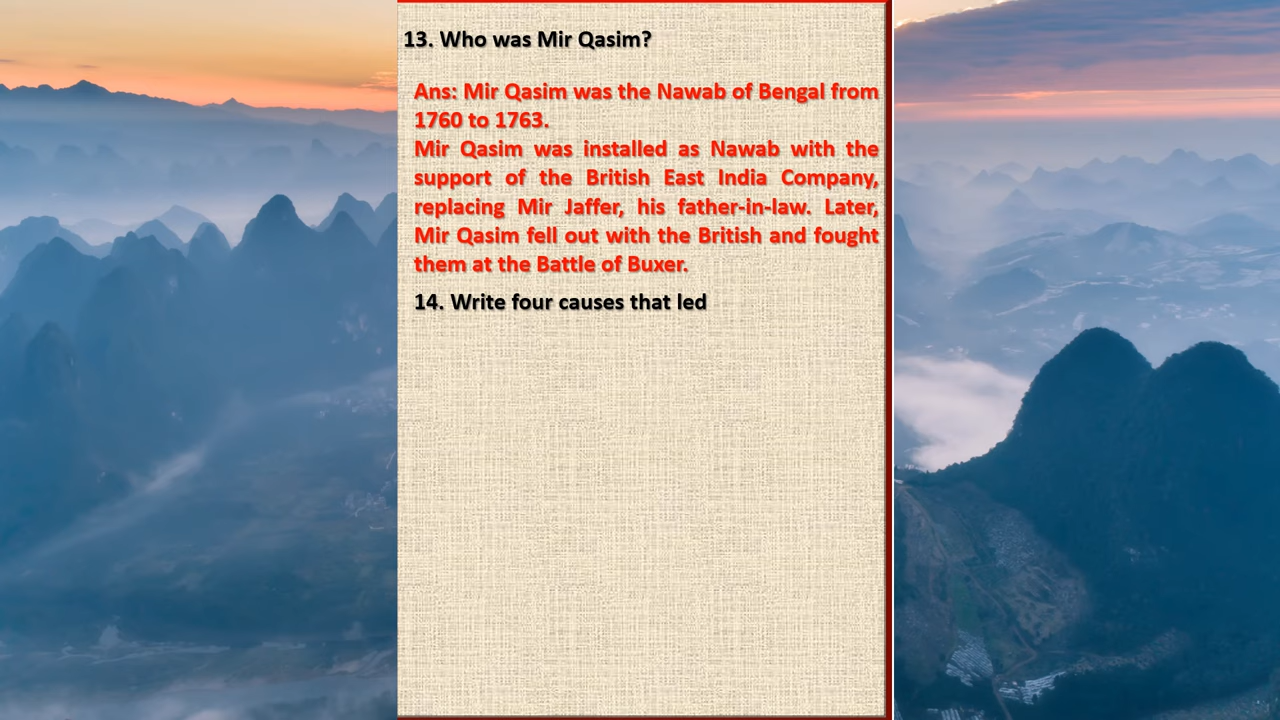 13. Who was Mir Qasim?
Ans: Mir Qasim was the Nawab of Bengal from
1760 to 1763.
Mir Qasim was installed as Nawab with the
support of the British East India Company,
replacing Mir Jaffer, his father-in-law. Later,
Mir Qasim fell out with the British and fought
them at the Battle of Buxer.
14. Write four causes that led